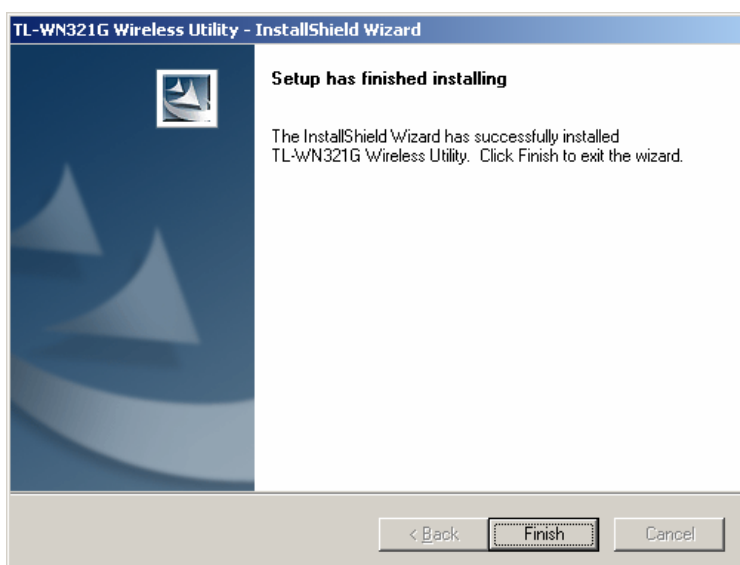 TL-WN321G Wireless Utility - InstallShield Wizard
Setup has finished installing
The InstallShield Wizard has successfully installed
TL-WN321G Wireless Utility. Click Finish to exit the wizard.
< Back
Finish
Cancel